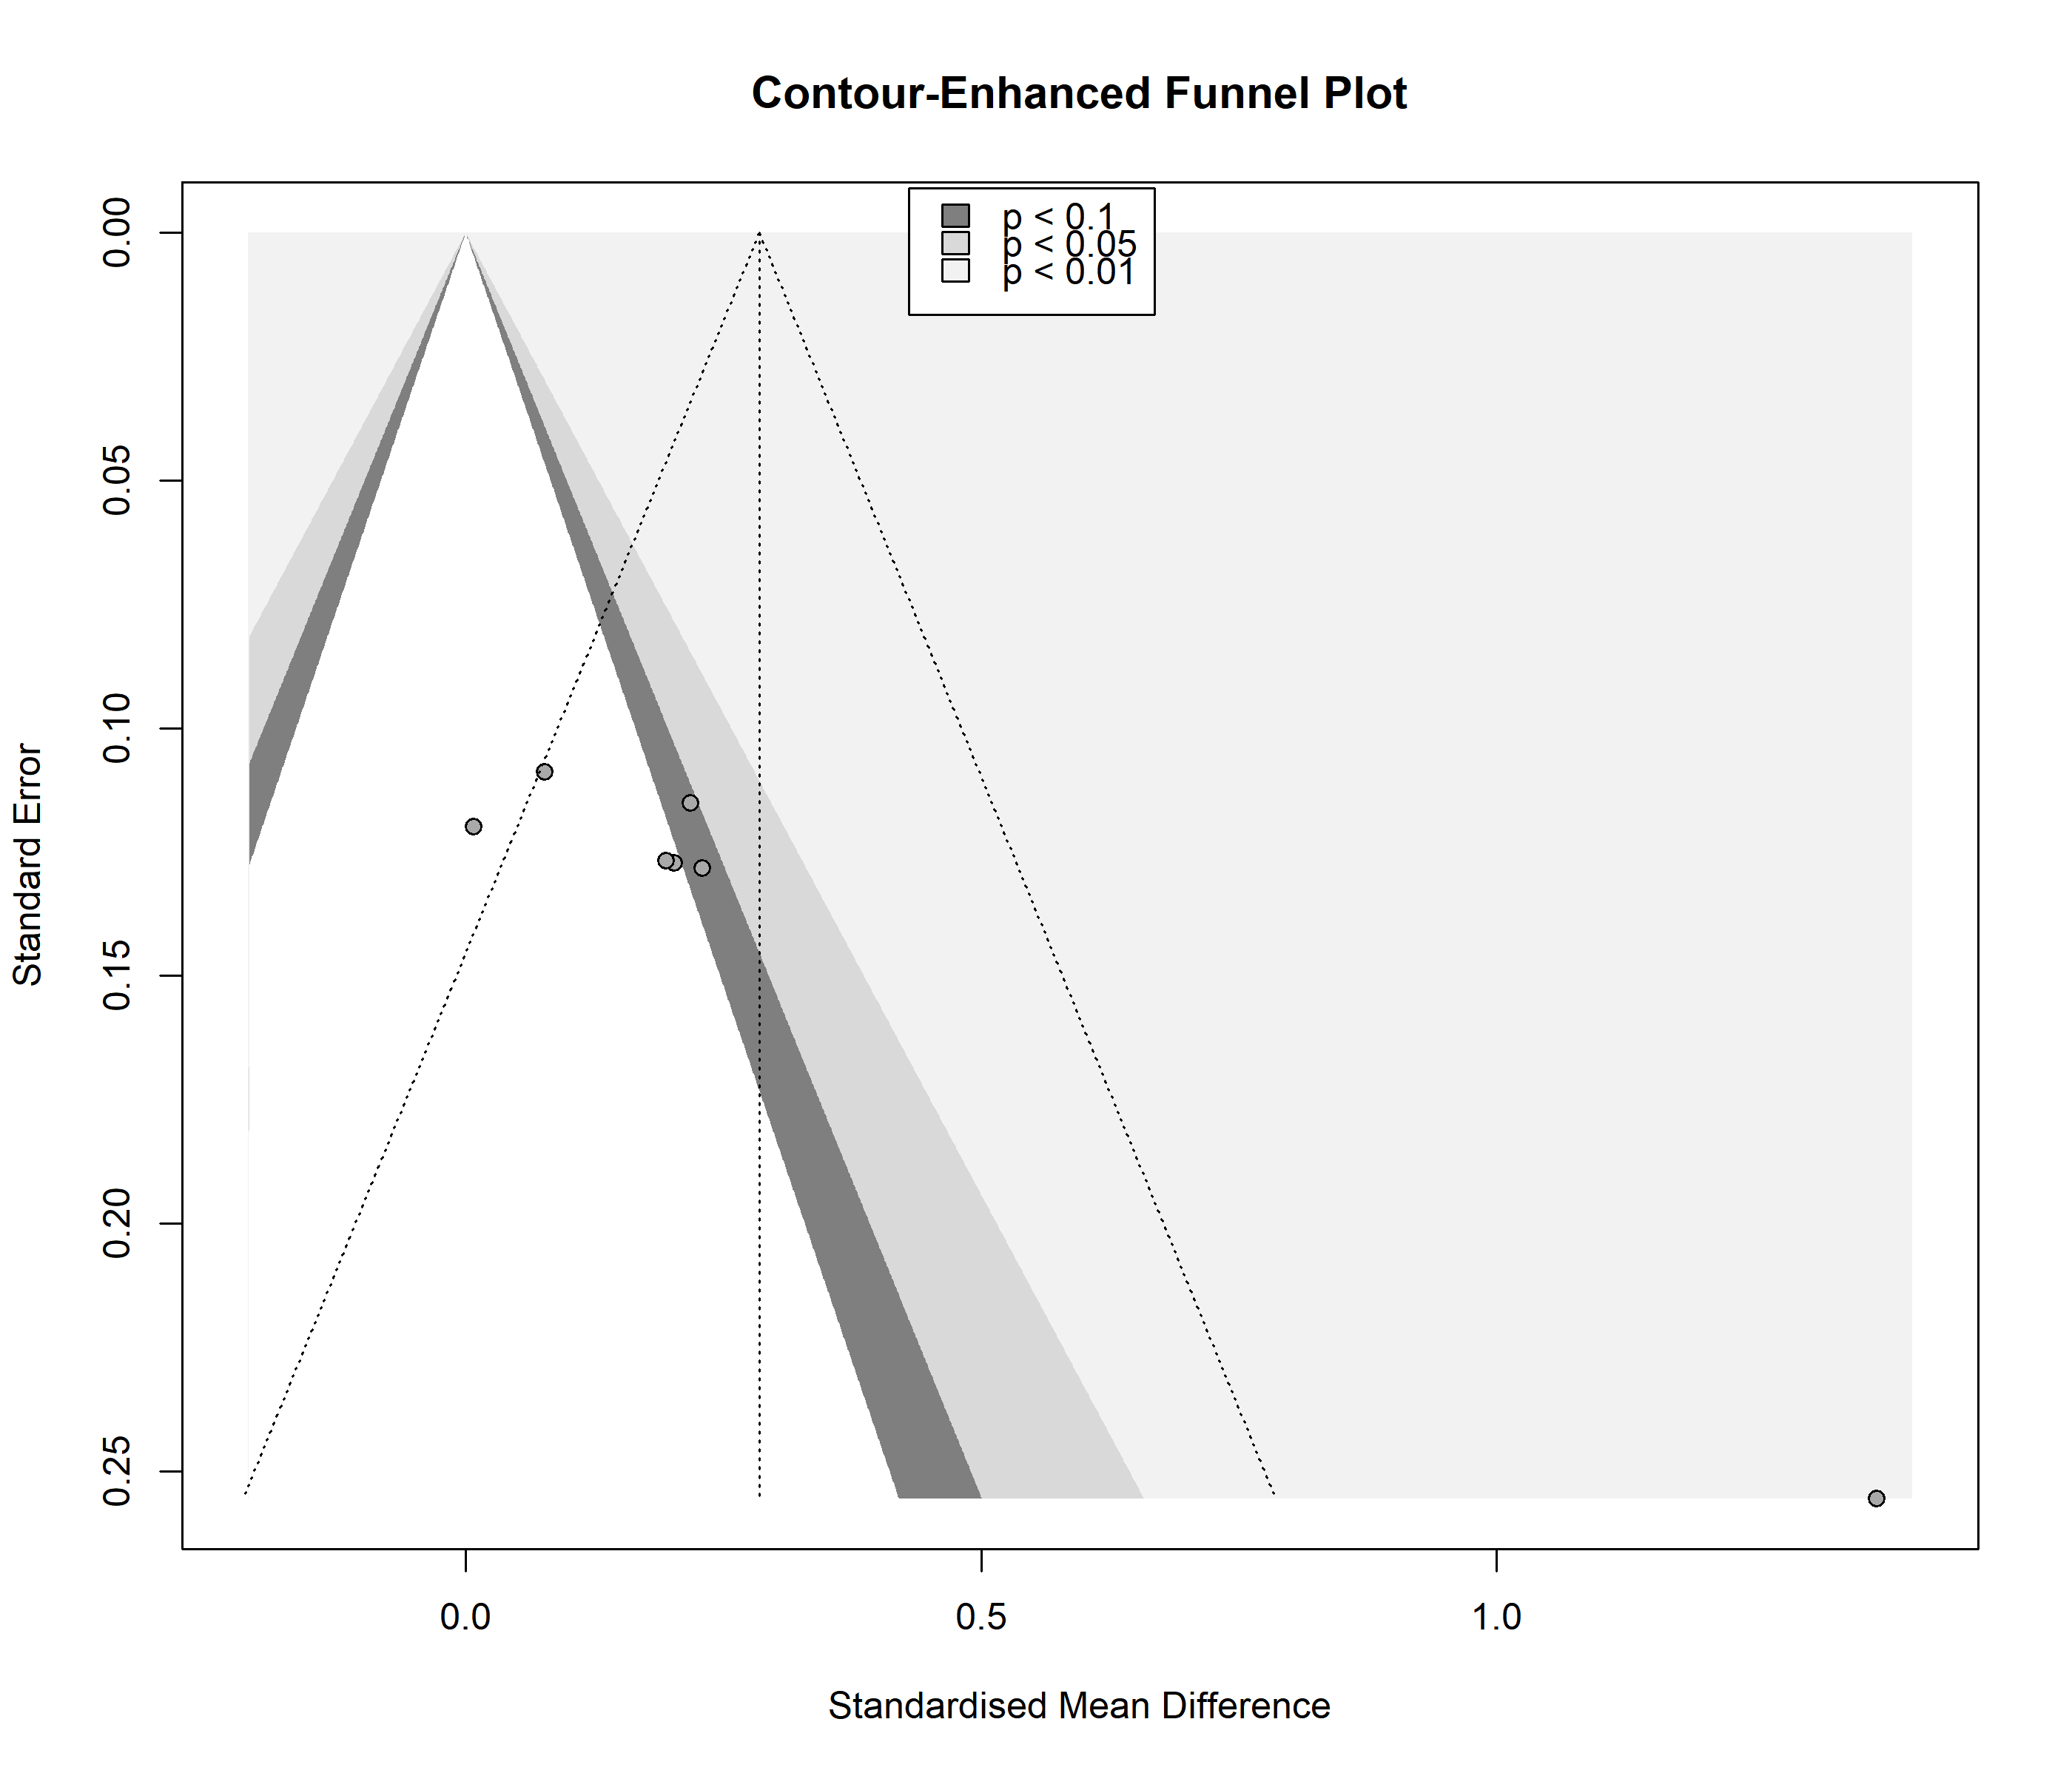 Contour-Enhanced Funnel Plot
p < 0.1
p < 0.05
p < 0.01
Standard Error
0.00
0.05
0.10
0.15
0.20
0.25
0.0 0.5 1.0
Standardised Mean Difference